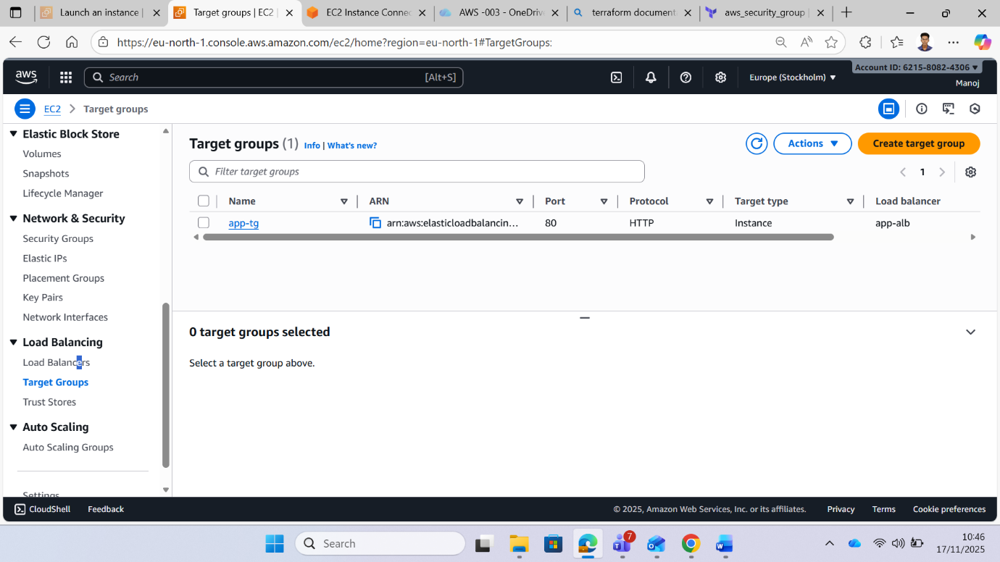 Launch an instance |
Target groups | EC2 |
EC2 Instance Connec
AWS -003 - OneDrive
terraform documenta
aws_security_group |
https://eu-north-1.console.aws.amazon.com/ec2/home?region=eu-north-1#TargetGroups:
aws
Search
[Alt+S]
Europe (Stockholm)
Account ID: 6215-8082-4306
Manoj
EC2 > Target groups
Elastic Block Store
Volumes
Snapshots
Lifecycle Manager
Network & Security
Security Groups
Elastic IPs
Placement Groups
Key Pairs
Network Interfaces
Load Balancing
Load Balancers
Target Groups
Trust Stores
Auto Scaling
Auto Scaling Groups
Settings
Target groups (1) Info | What's new?
Actions
Create target group
Filter target groups
1
Name ARN Port Protocol Target type Load balancer
app-tg arn:aws:elasticloadbalancin... 80 HTTP Instance app-alb
0 target groups selected
Select a target group above.
CloudShell Feedback © 2025, Amazon Web Services, Inc. or its affiliates. Privacy Terms Cookie preferences
Search
7
10:46
17/11/2025